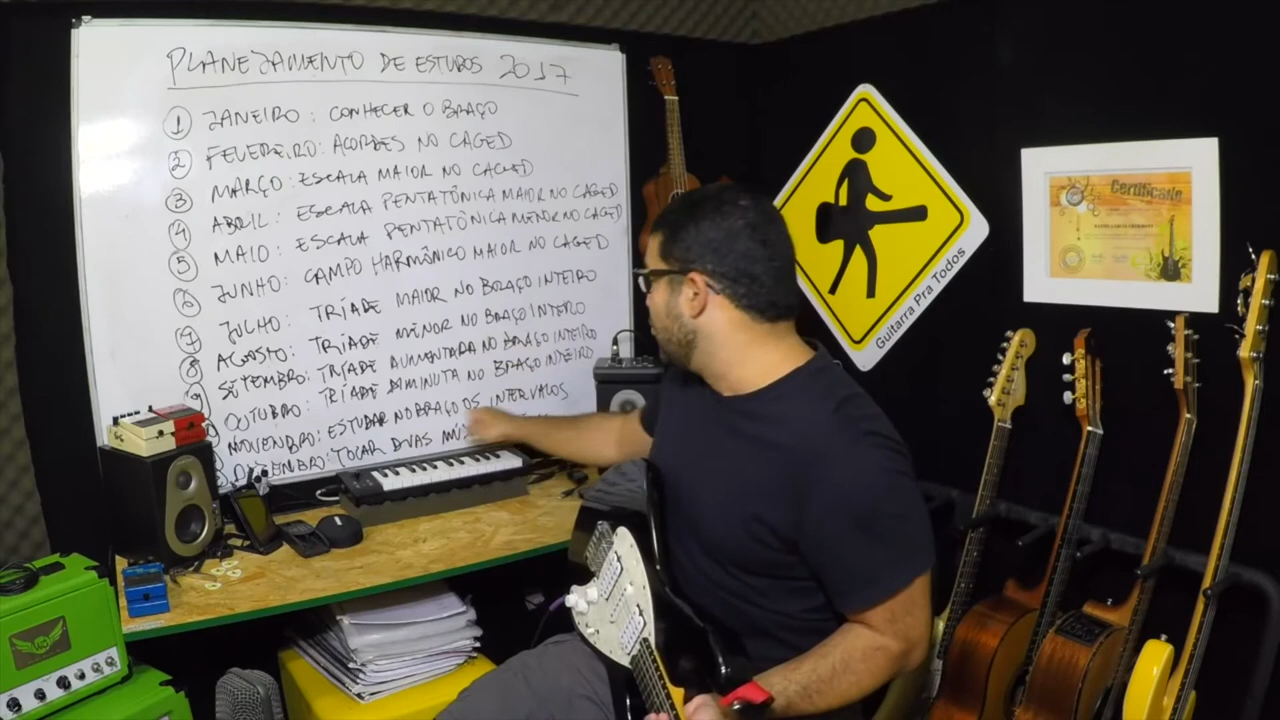 PLANEJAMENTO DE ESTUDOS 2017
1 JANEIRO: CONHECER O BRAÇO
2 FEVEREIRO: ACORDES NO CAGED
3 MARÇO: ESCALA MAIOR NO CAGED
4 ABRIL: ESCALA PENTATÔNICA MAIOR NO CAGED
5 MAIO: ESCALA PENTATÔNICA MENOR NO CAGED
6 JUNHO: CAMPO HARMÔNICO MAIOR NO CAGED
7 JULHO: TRÍADE MAIOR NO BRAÇO INTEIRO
8 AGOSTO: TRÍADE MENOR NO BRAÇO INTEIRO
9 SETEMBRO: TRÍADE AUMENTADA NO BRAÇO INTEIRO
OUTUBRO: TRÍADE DIMINUTA NO BRAÇO INTEIRO
NOVEMBRO: ESTUDAR NO BRAÇO OS INTERVALOS
DEZEMBRO: TOCAR DUAS
Guitarra Pra Todos
Certificado